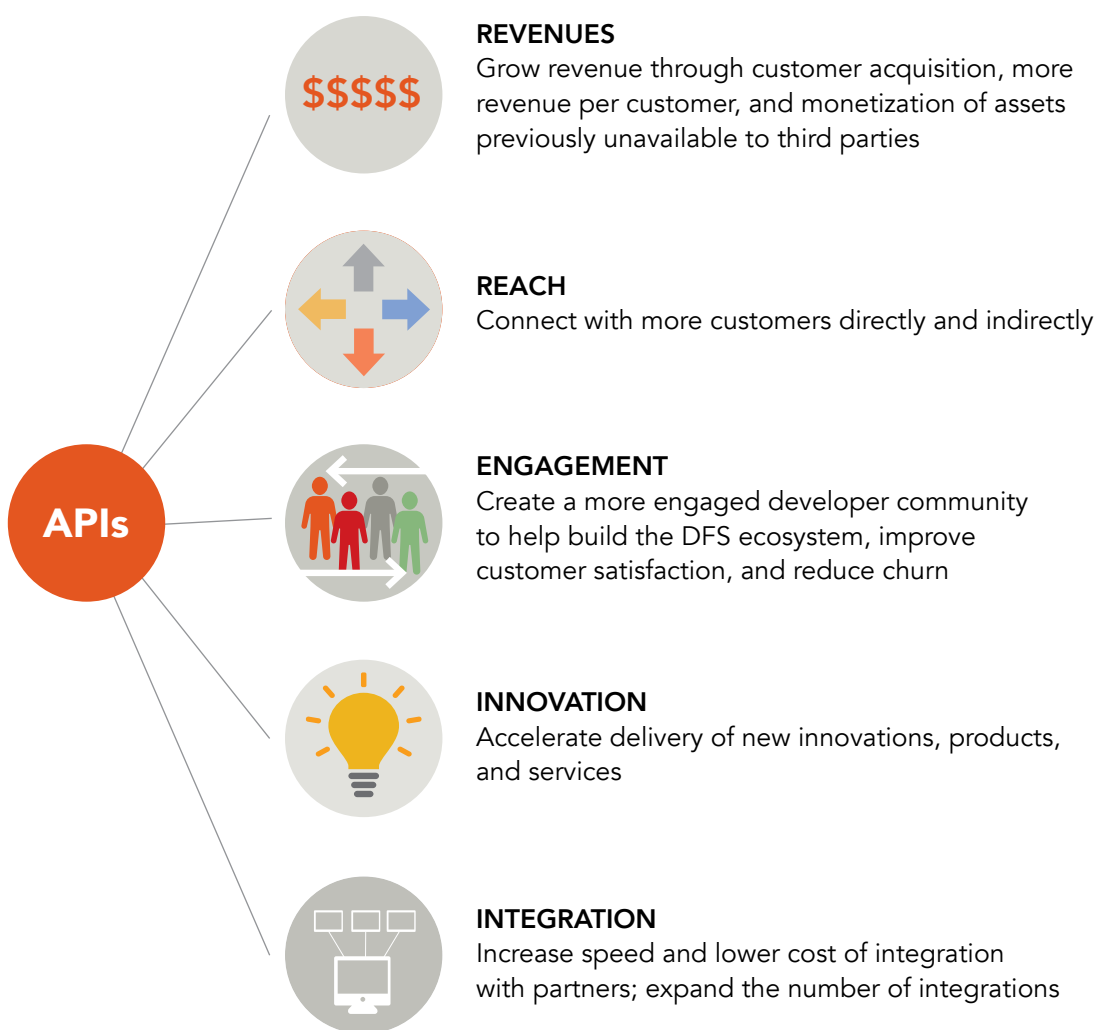 $$$$$
REVENUES
Grow revenue through customer acquisition, more
revenue per customer, and monetization of assets
previously unavailable to third parties
REACH
Connect with more customers directly and indirectly
APIs
ENGAGEMENT
Create a more engaged developer community
to help build the DFS ecosystem, improve
customer satisfaction, and reduce churn
INNOVATION
Accelerate delivery of new innovations, products,
and services
INTEGRATION
Increase speed and lower cost of integration
with partners; expand the number of integrations